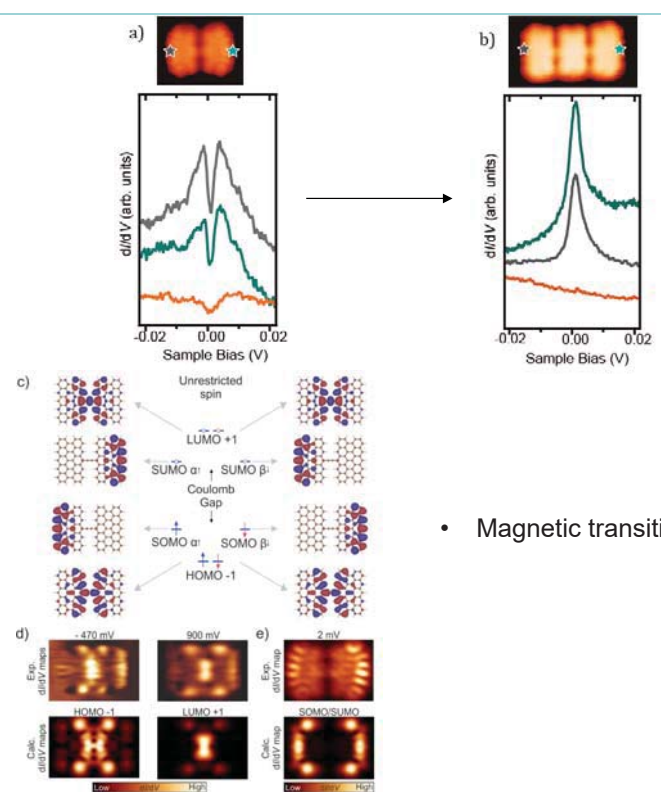 a)
b)
dI/dV (arb. units)
-0.02 0.00 0.02
Sample Bias (V)
dI/dV (arb. units)
-0.02 0.00 0.02
Sample Bias (V)
c)
Unrestricted
spin
LUMO +1
SUMO α↑ SUMO β↓
Coulomb
Gap
SOMO α↑ SOMO β↓
HOMO -1
• Magnetic transiti
d) - 470 mV 900 mV e) 2 mV
Exp.
dI/dV maps
Exp.
dI/dV map
HOMO -1 LUMO +1 SOMO/SUMO
Calc.
dI/dV maps
Calc.
dI/dV map
Low dI/dV High Low High